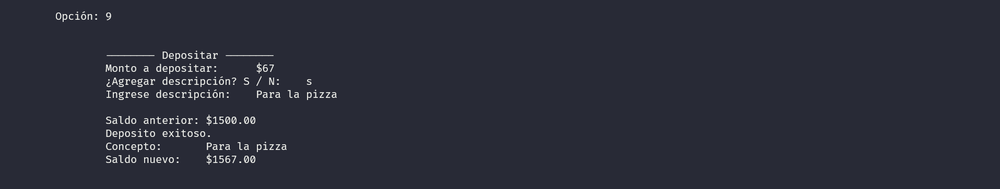 Opción: 9
-------- Depositar --------
Monto a depositar: $67
¿Agregar descripción? S / N: s
Ingrese descripción: Para la pizza
Saldo anterior: $1500.00
Deposito exitoso.
Concepto: Para la pizza
Saldo nuevo: $1567.00